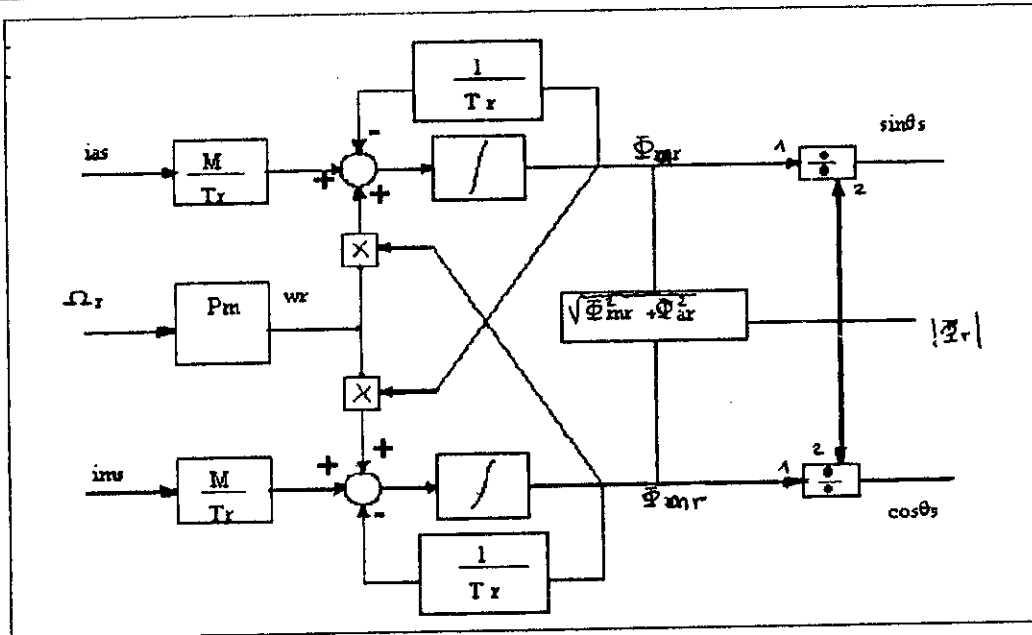 1
Tr
-
ias
M
Tr
+
+
∫
1
÷
sinθs
2
X
Ωr
Pm
wr
√Φ²mr + Φ²ar
|Φr|
X
ims
M
Tr
+
+
-
∫
Φmr
1
2
÷
cosθs
1
Tr